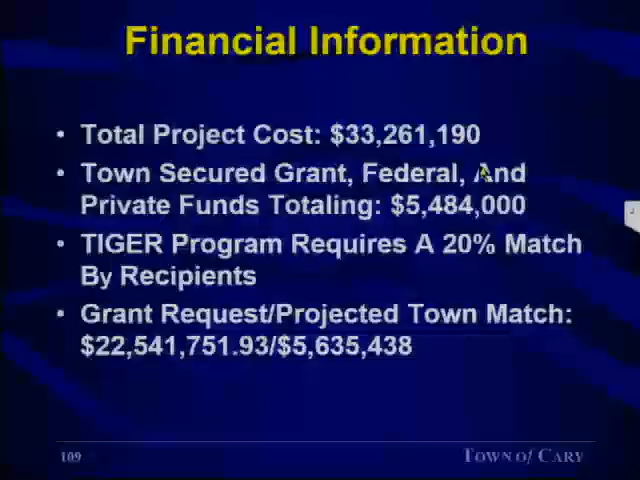 Financial Information
• Total Project Cost: $33,261,190
• Town Secured Grant, Federal, And
Private Funds Totaling: $5,484,000
• TIGER Program Requires A 20% Match
By Recipients
• Grant Request/Projected Town Match:
$22,541,751.93/$5,635,438
109
TOWN of CARY